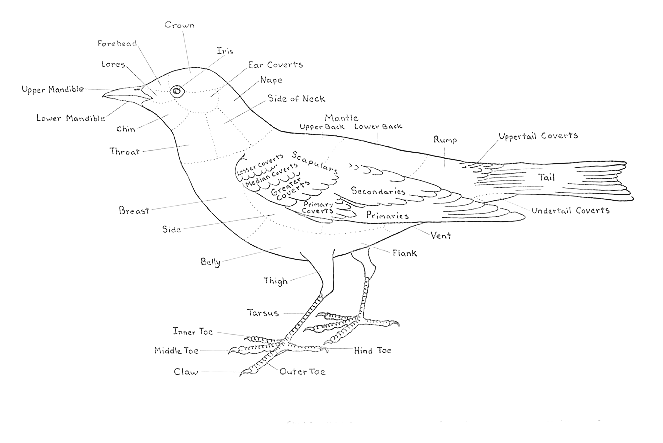 Crown
Forehead
Iris
Lores
Ear Coverts
Nape
Upper Mandible
Side of Neck
Lower Mandible
Mantle
Upper Back Lower Back
Chin
Rump
Uppertail Coverts
Throat
Lesser Coverts
Scapulars
Median Coverts
Greater
Coverts
Secondaries
Tail
Primary
Coverts
Primaries
Breast
Undertail Coverts
Side
Vent
Belly
Flank
Thigh
Tarsus
Inner Toe
Middle Toe
Hind Toe
Claw
Outer Toe